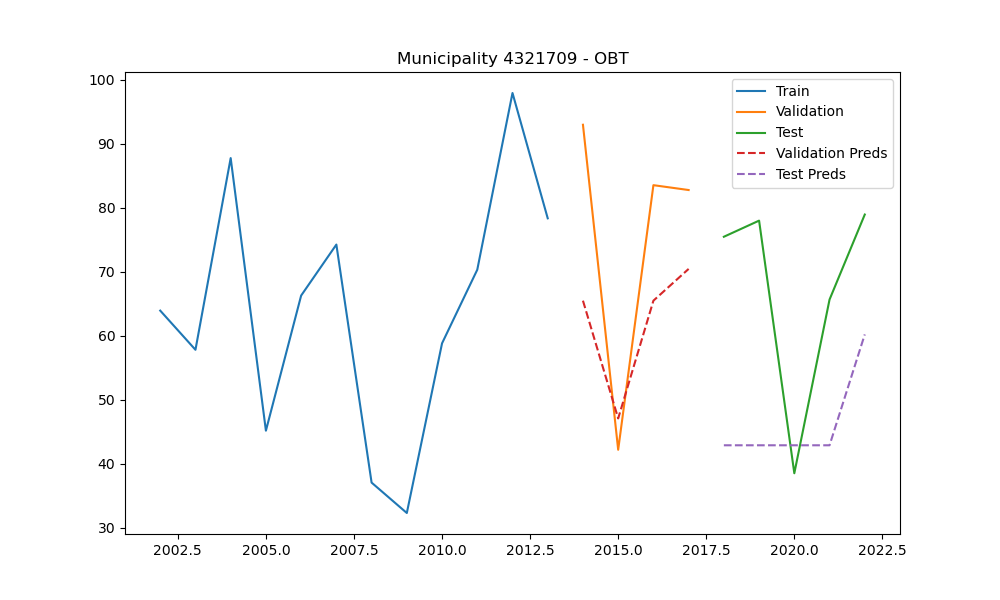 Municipality 4321709 - OBT
100
90
80
70
60
50
40
30
Train
Validation
Test
Validation Preds
Test Preds
2002.5 2005.0 2007.5 2010.0 2012.5 2015.0 2017.5 2020.0 2022.5